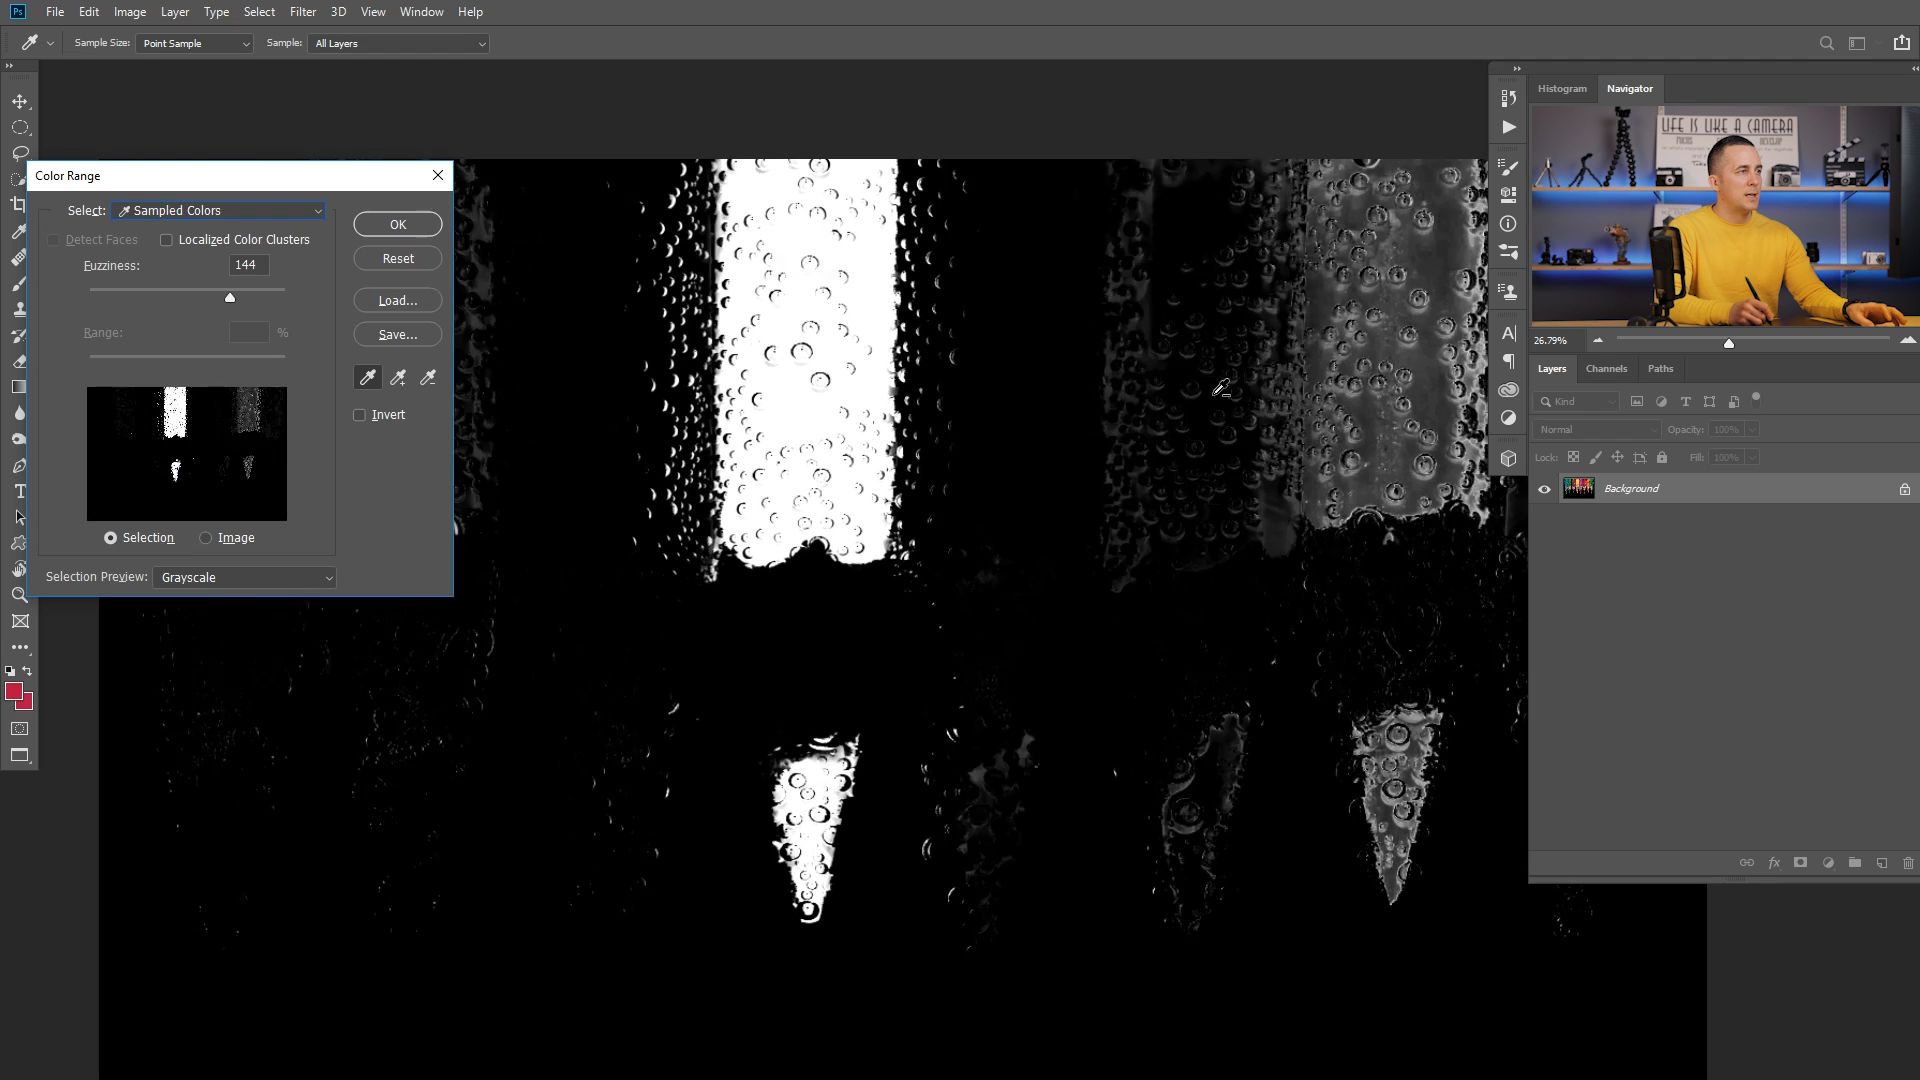 Ps File Edit Image Layer Type Select Filter 3D View Window Help
Sample Size: Point Sample Sample: All Layers
Histogram Navigator
LIFE IS LIKE A CAMERA
Color Range
Select: Sampled Colors
OK
Detect Faces Localized Color Clusters
Fuzziness: 144
Reset
Load...
Range: %
Save...
26.79%
Layers Channels Paths
Kind
Invert
Normal Opacity: 100%
Lock: Fill: 100%
Background
Selection Image
Selection Preview: Grayscale